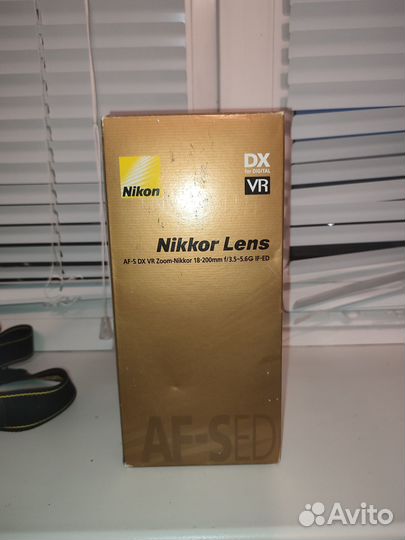 Nikon
DX
for DIGITAL
VR
Nikkor Lens
AF-S DX VR Zoom-Nikkor 18-200mm f/3.5-5.6G IF-ED
AF-S ED
Avito